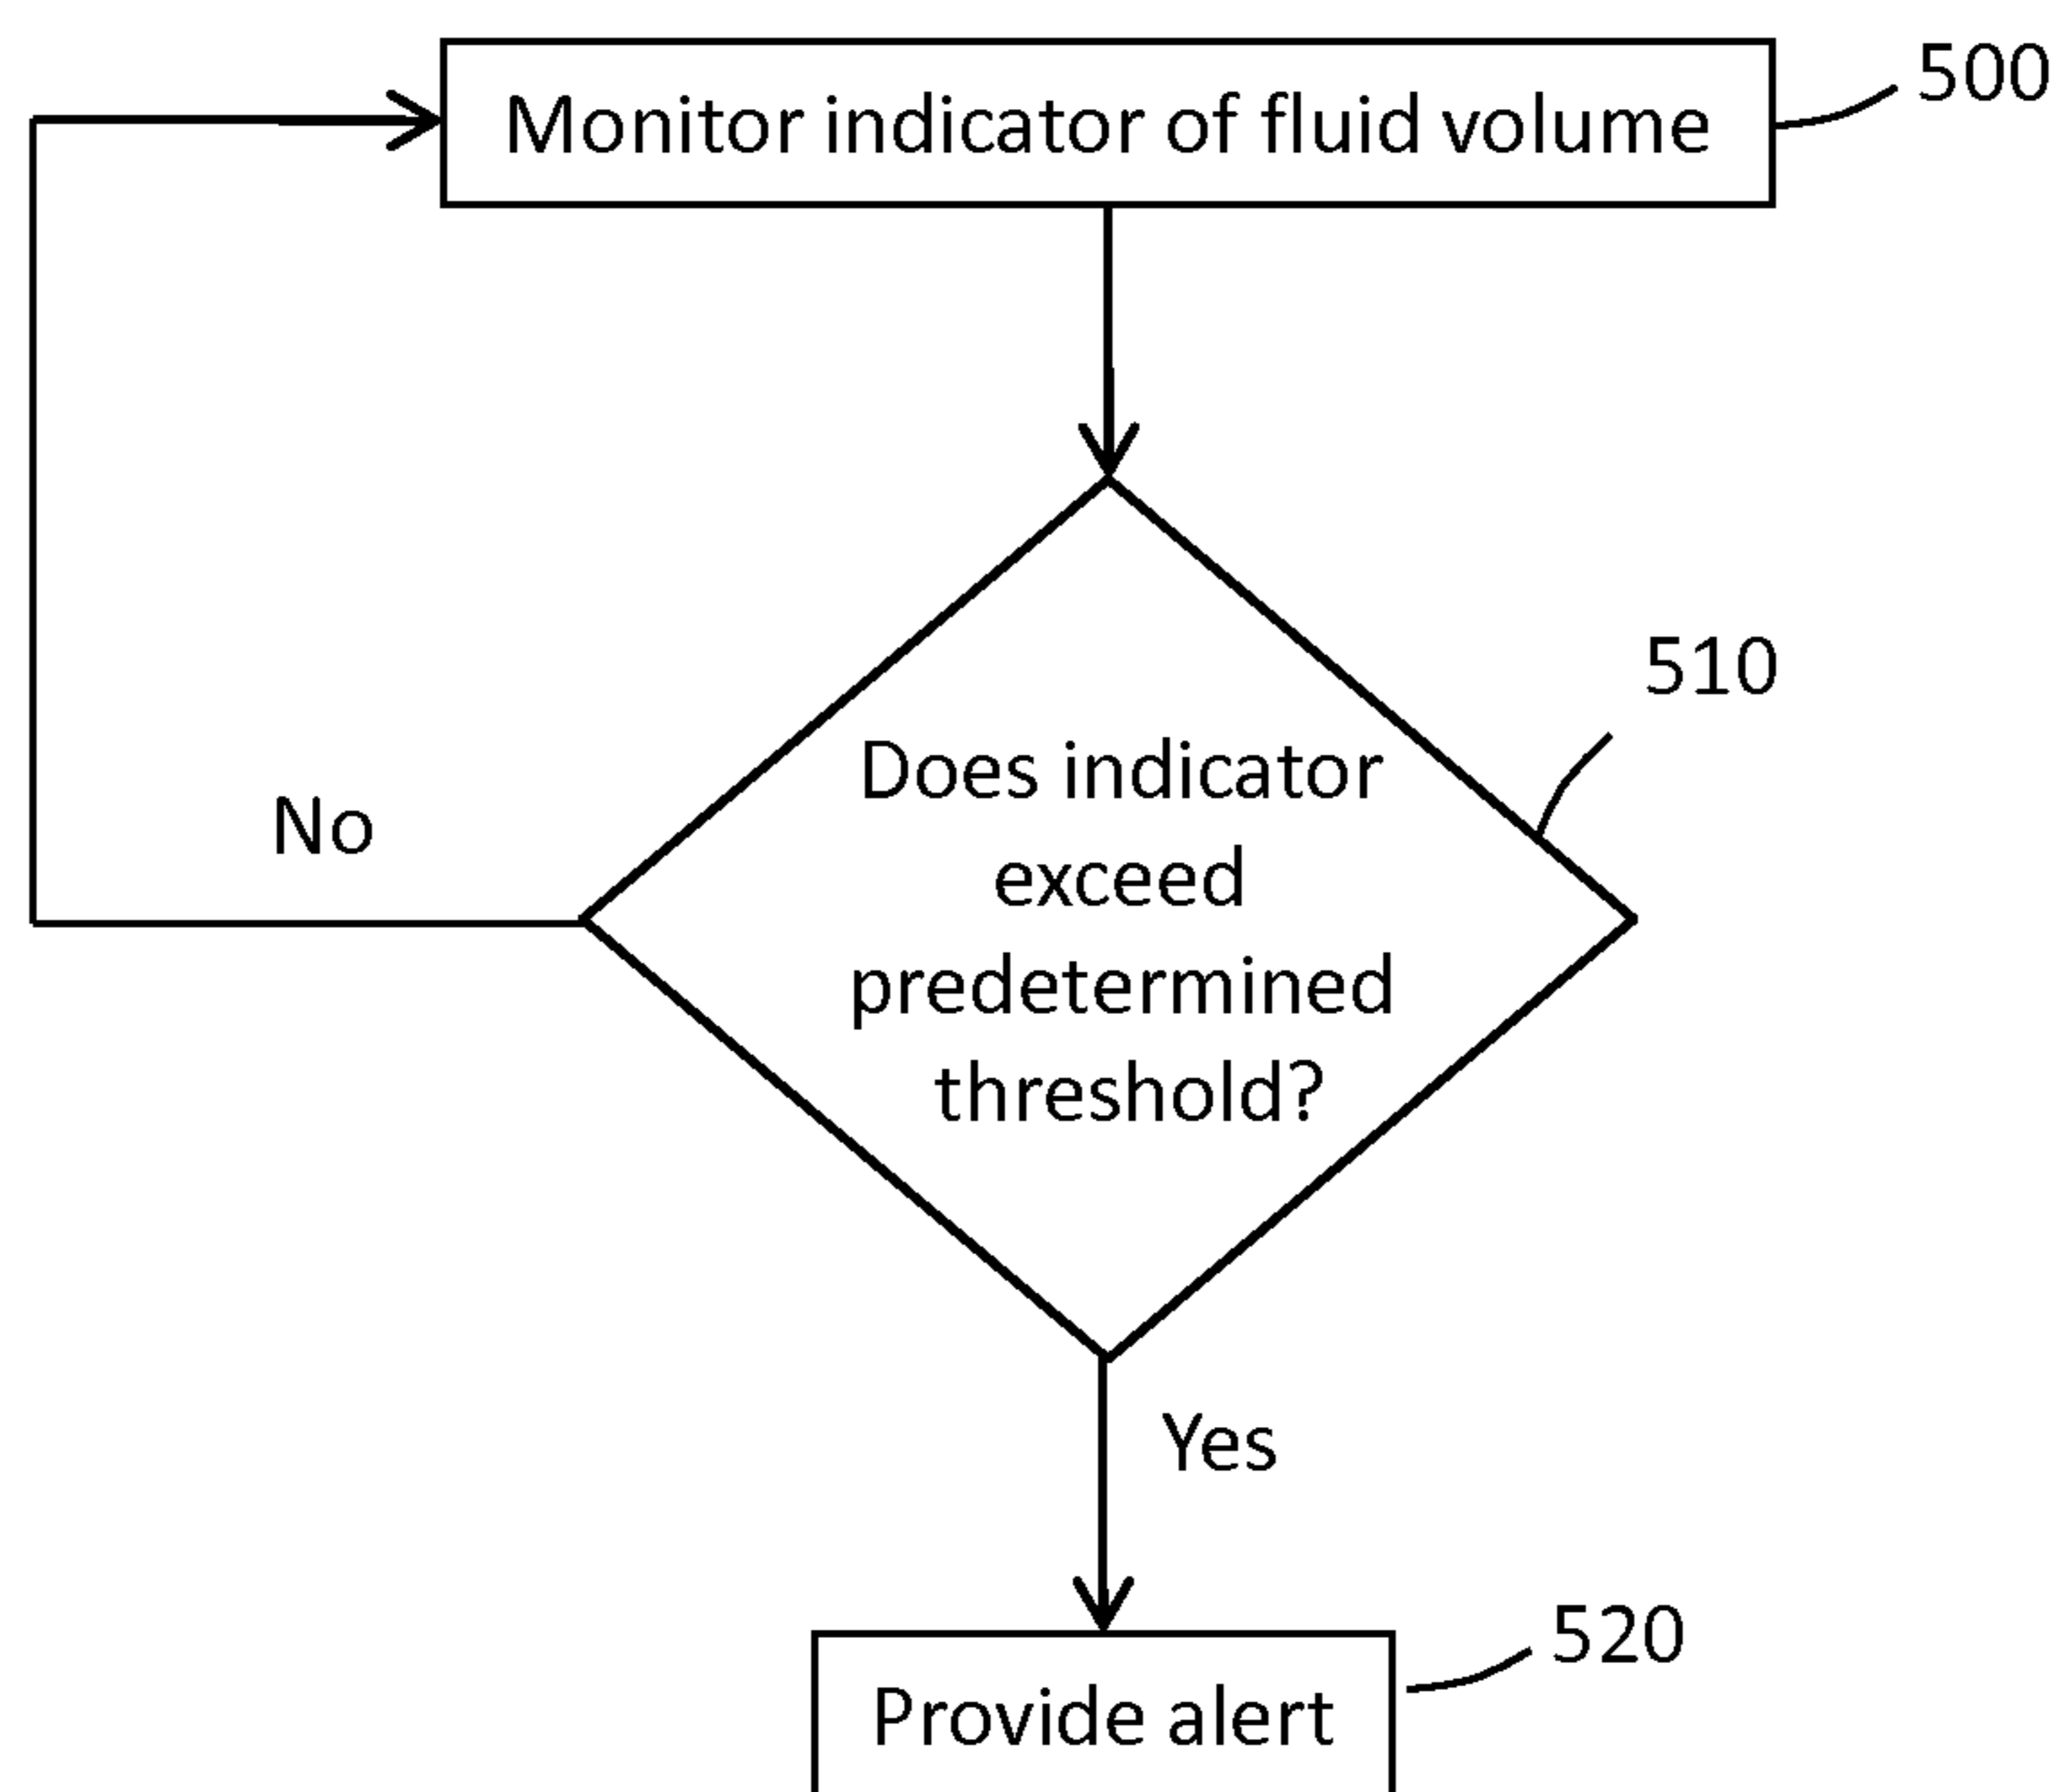 Monitor indicator of fluid volume
500
510
Does indicator
exceed
predetermined
threshold?
No
Yes
520
Provide alert